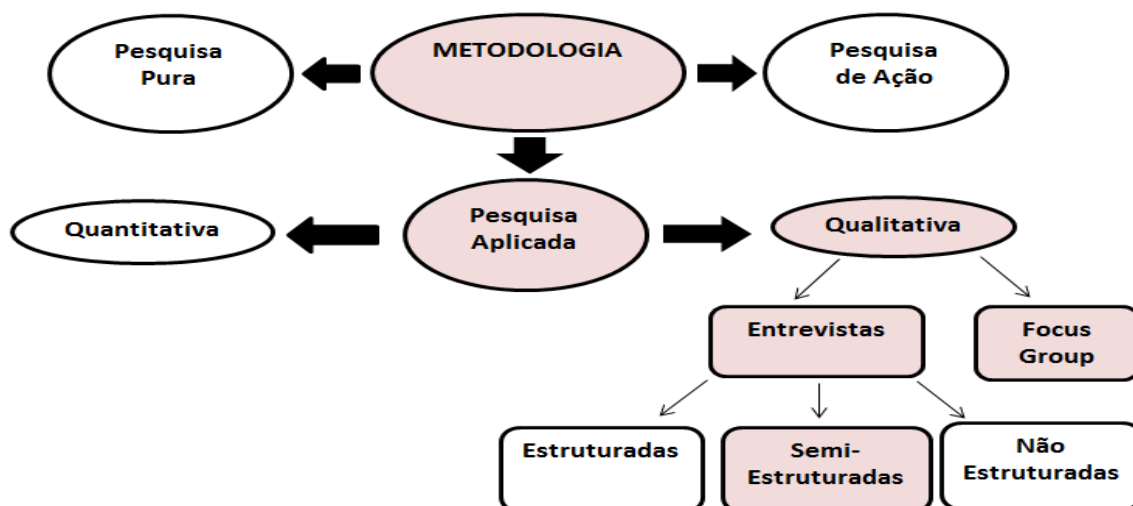 Pesquisa
Pura
METODOLOGIA
Pesquisa
de Ação
Quantitativa
Pesquisa
Aplicada
Qualitativa
Entrevistas
Focus
Group
Estruturadas
Semi-
Estruturadas
Não
Estruturadas